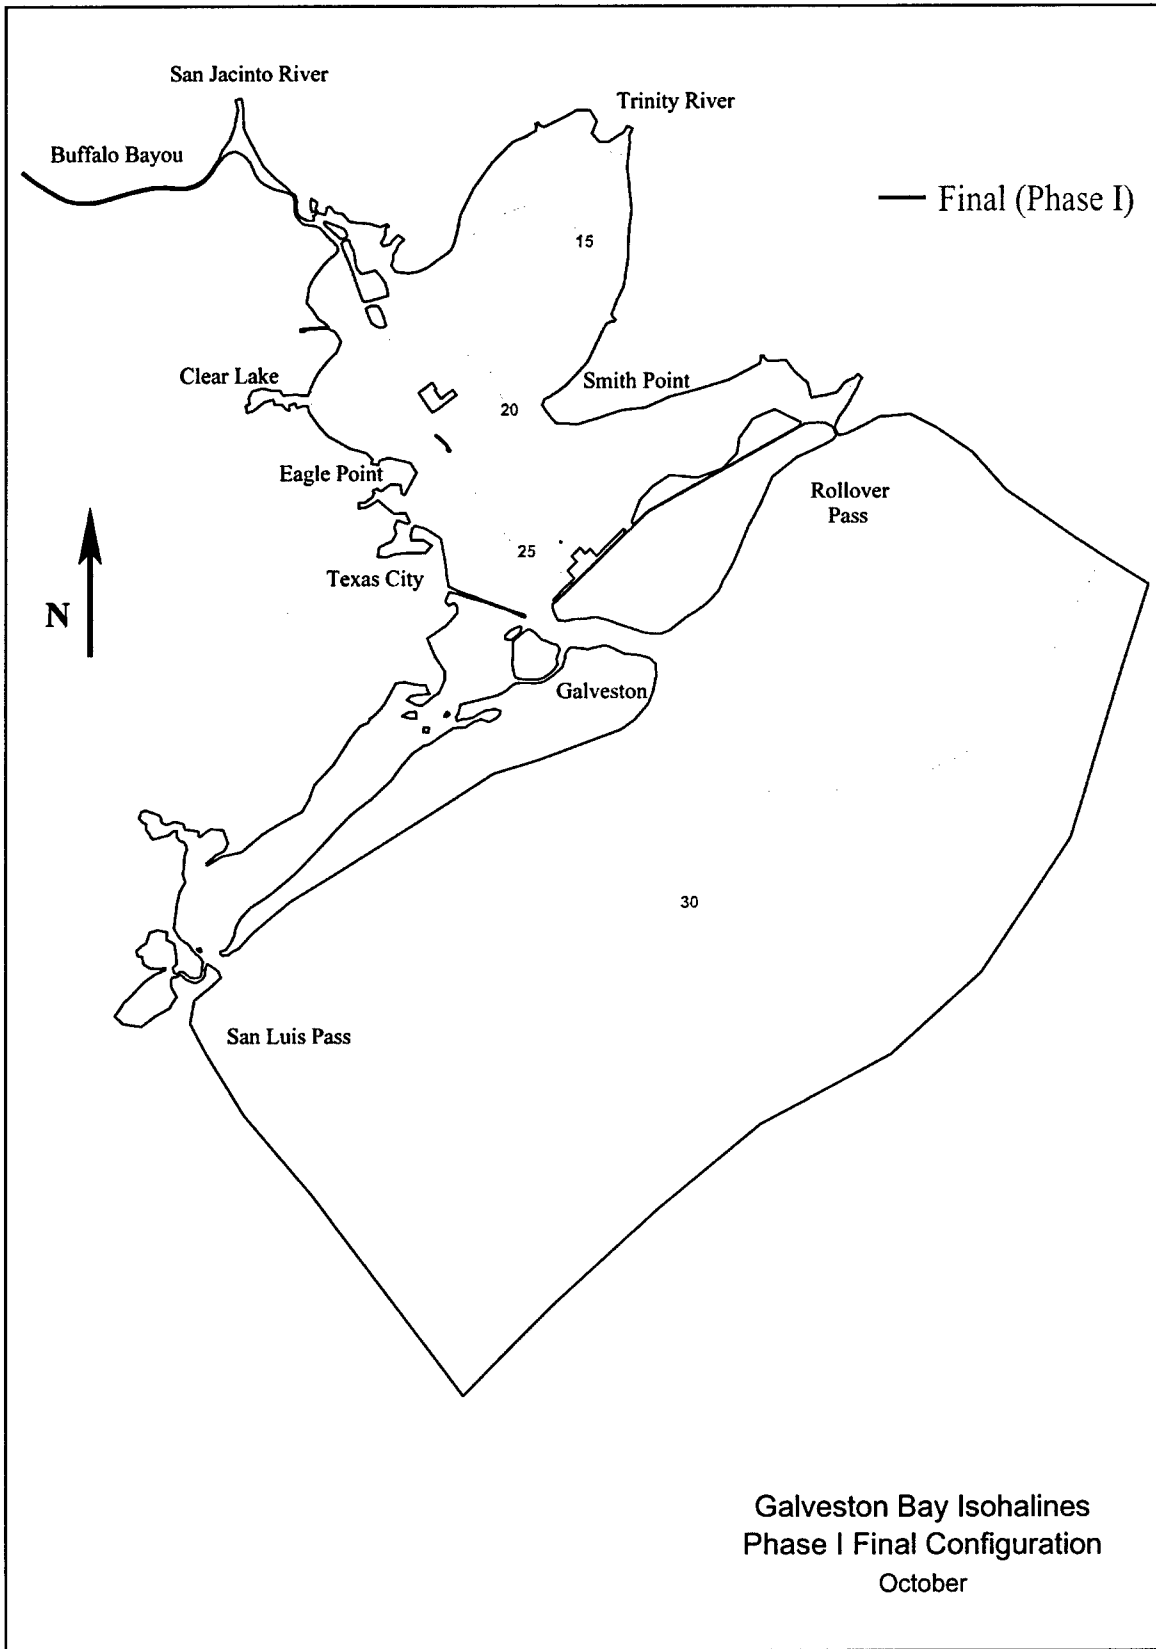 San Jacinto River
Trinity River
Buffalo Bayou
Final (Phase I)
15
Clear Lake
Smith Point
20
Eagle Point
Rollover
Pass
25
Texas City
N
Galveston
30
San Luis Pass
Galveston Bay Isohalines
Phase I Final Configuration
October